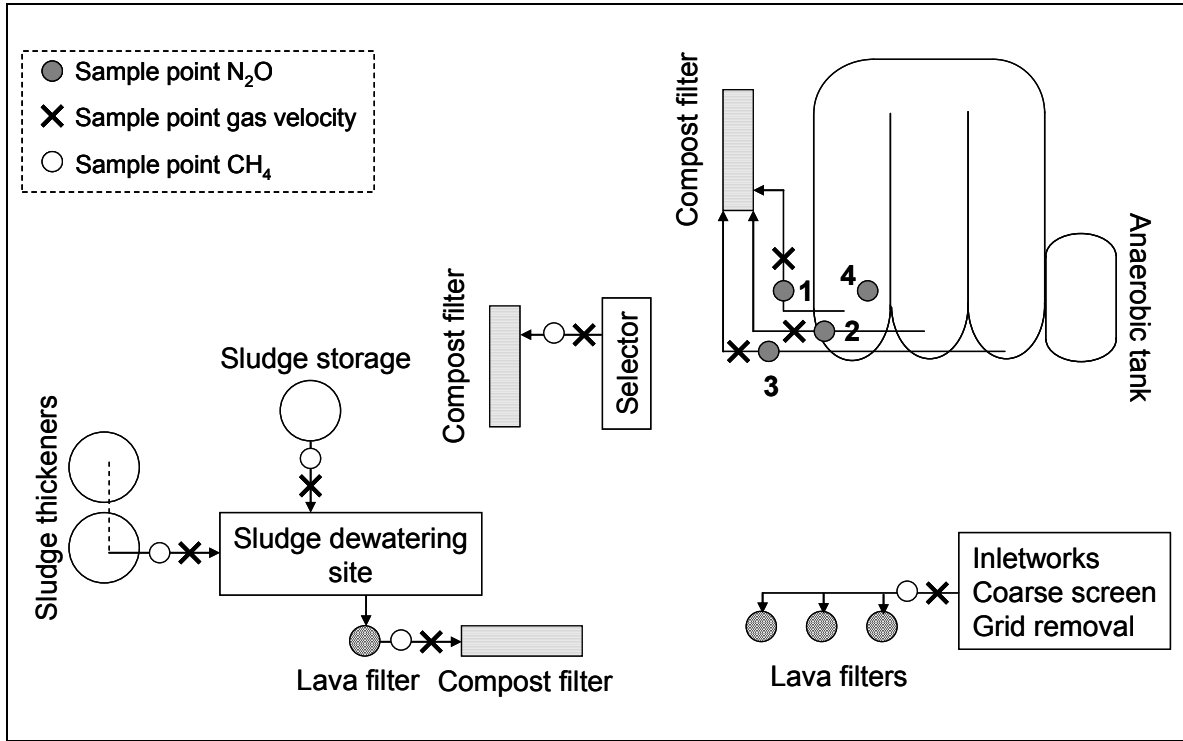 Sample point N₂O
Sample point gas velocity
Sample point CH₄
Compost filter
Anaerobic tank
1
4
2
3
Compost filter
Selector
Sludge storage
Sludge thickeners
Sludge dewatering
site
Inletworks
Coarse screen
Grid removal
Lava filter
Compost filter
Lava filters